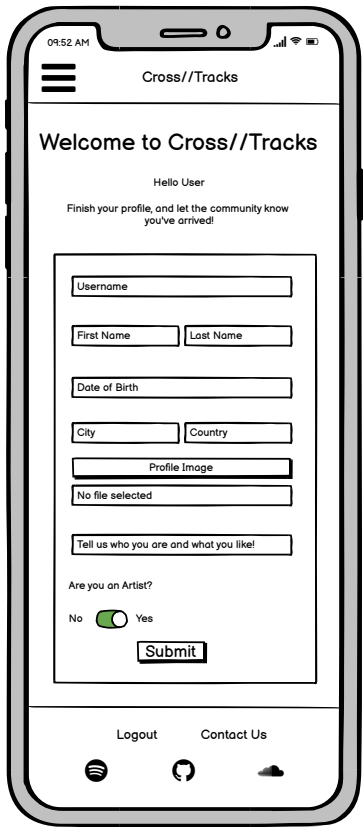 09:52 AM
Cross//Tracks
Welcome to Cross//Tracks
Hello User
Finish your profile, and let the community know
you've arrived!
Username
First Name Last Name
Date of Birth
City Country
Profile Image
No file selected
Tell us who you are and what you like!
Are you an Artist?
No Yes
Submit
Logout Contact Us